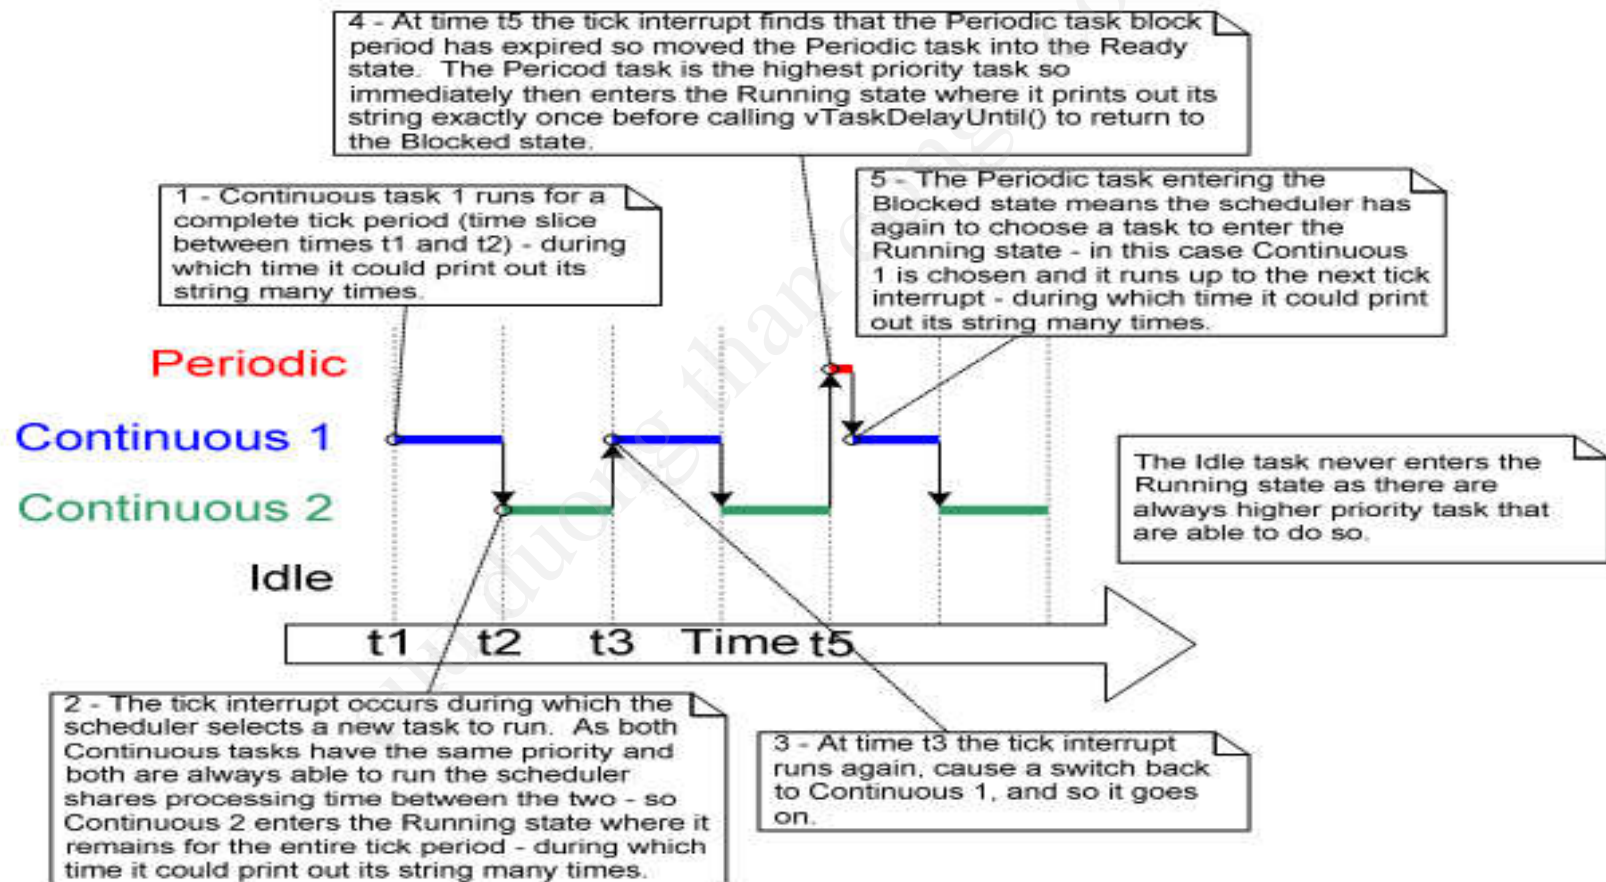 4 - At time t5 the tick interrupt finds that the Periodic task block
period has expired so moved the Periodic task into the Ready
state. The Pericod task is the highest priority task so
immediately then enters the Running state where it prints out its
string exactly once before calling vTaskDelayUntil() to return to
the Blocked state.
1 - Continuous task 1 runs for a
complete tick period (time slice
between times t1 and t2) - during
which time it could print out its
string many times.
5 - The Periodic task entering the
Blocked state means the scheduler has
again to choose a task to enter the
Running state - in this case Continuous
1 is chosen and it runs up to the next tick
interrupt - during which time it could print
out its string many times.
Periodic
Continuous 1
Continuous 2
Idle
The Idle task never enters the
Running state as there are
always higher priority task that
are able to do so.
t1 t2 t3 Time t5
2 - The tick interrupt occurs during which the
scheduler selects a new task to run. As both
Continuous tasks have the same priority and
both are always able to run the scheduler
shares processing time between the two - so
Continuous 2 enters the Running state where it
remains for the entire tick period - during which
time it could print out its string many times.
3 - At time t3 the tick interrupt
runs again, cause a switch back
to Continuous 1, and so it goes
on.
duong than cong